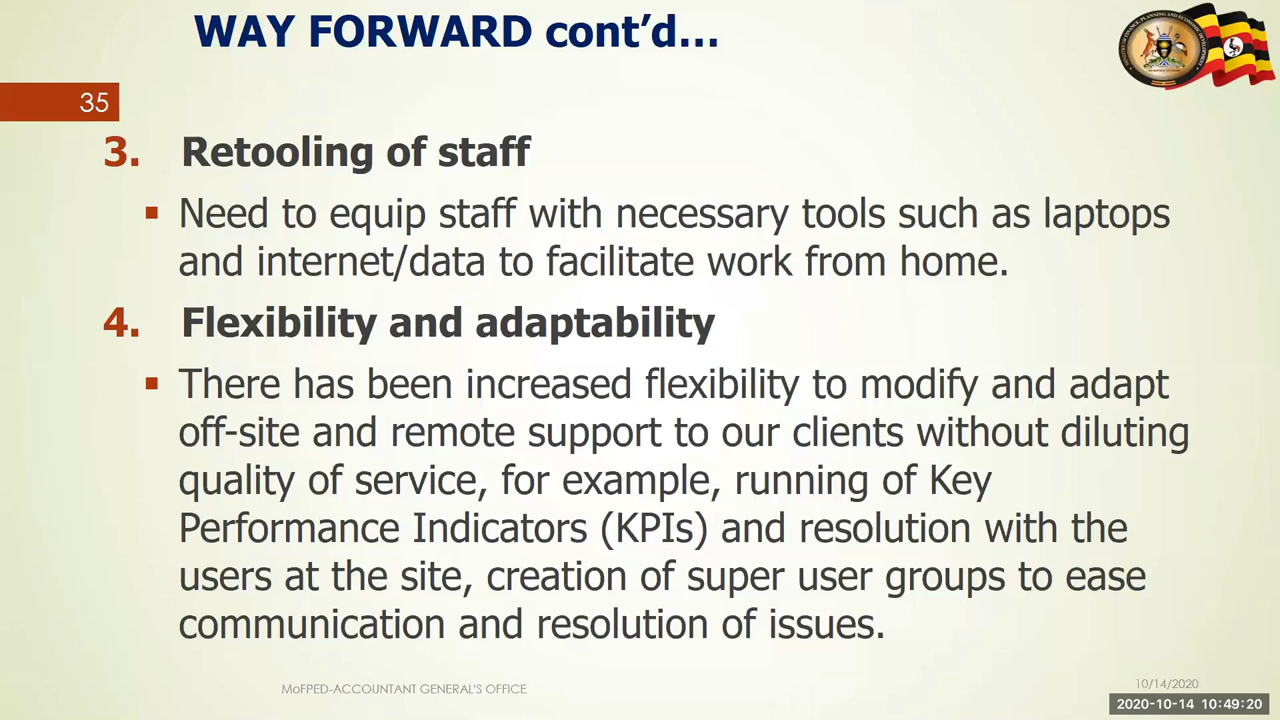 WAY FORWARD cont’d…
35
3. Retooling of staff
▪ Need to equip staff with necessary tools such as laptops
and internet/data to facilitate work from home.
4. Flexibility and adaptability
▪ There has been increased flexibility to modify and adapt
off-site and remote support to our clients without diluting
quality of service, for example, running of Key
Performance Indicators (KPIs) and resolution with the
users at the site, creation of super user groups to ease
communication and resolution of issues.
MoFPED-ACCOUNTANT GENERAL'S OFFICE
10/14/2020
2020-10-14 10:49:20